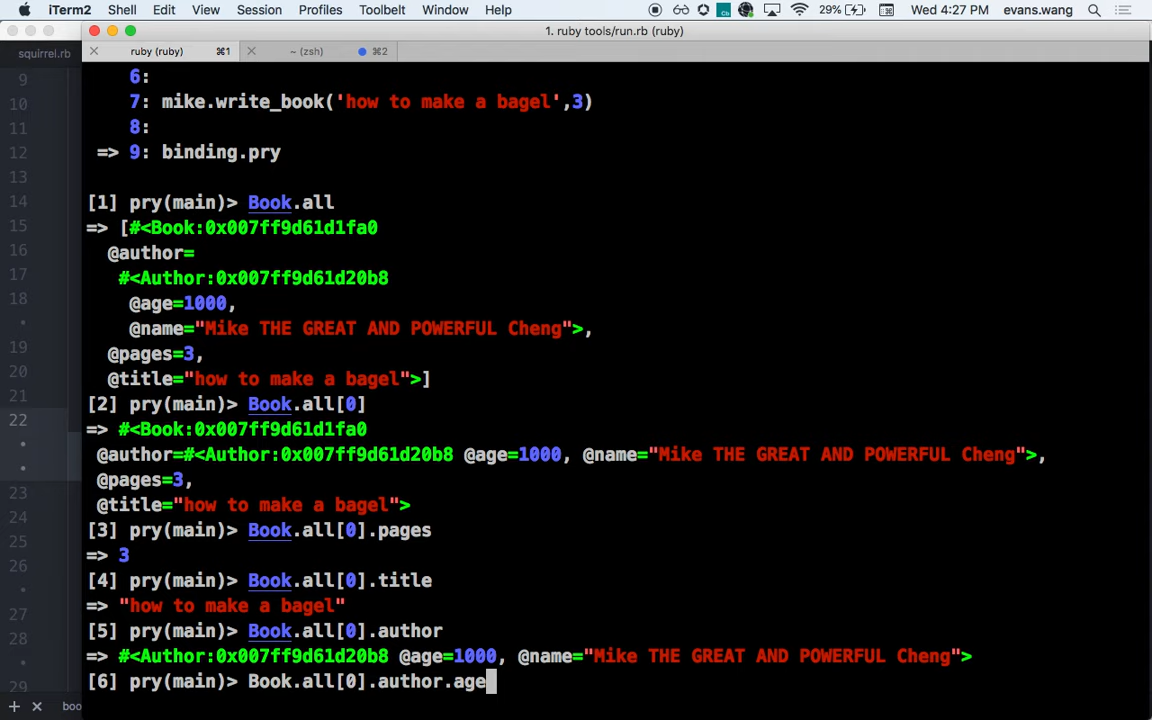 iTerm2 Shell Edit View Session Profiles Toolbelt Window Help 29% Wed 4:27 PM evans.wang
1. ruby tools/run.rb (ruby)
squirrel.rb ruby (ruby) ⌘1 ~ (zsh) ⌘2
9 6:
10 7: mike.write_book('how to make a bagel',3)
11 8:
12 => 9: binding.pry
13
14 [1] pry(main)> Book.all
15 => [#<Book:0x007ff9d61d1fa0
16 @author=
17 #<Author:0x007ff9d61d20b8
18 @age=1000,
@name="Mike THE GREAT AND POWERFUL Cheng">,
19 @pages=3,
20 @title="how to make a bagel">]
21 [2] pry(main)> Book.all[0]
22 => #<Book:0x007ff9d61d1fa0
@author=#<Author:0x007ff9d61d20b8 @age=1000, @name="Mike THE GREAT AND POWERFUL Cheng">,
@pages=3,
23 @title="how to make a bagel">
24 [3] pry(main)> Book.all[0].pages
25 => 3
26 [4] pry(main)> Book.all[0].title
=> "how to make a bagel"
27 [5] pry(main)> Book.all[0].author
28 => #<Author:0x007ff9d61d20b8 @age=1000, @name="Mike THE GREAT AND POWERFUL Cheng">
29 [6] pry(main)> Book.all[0].author.age
boo